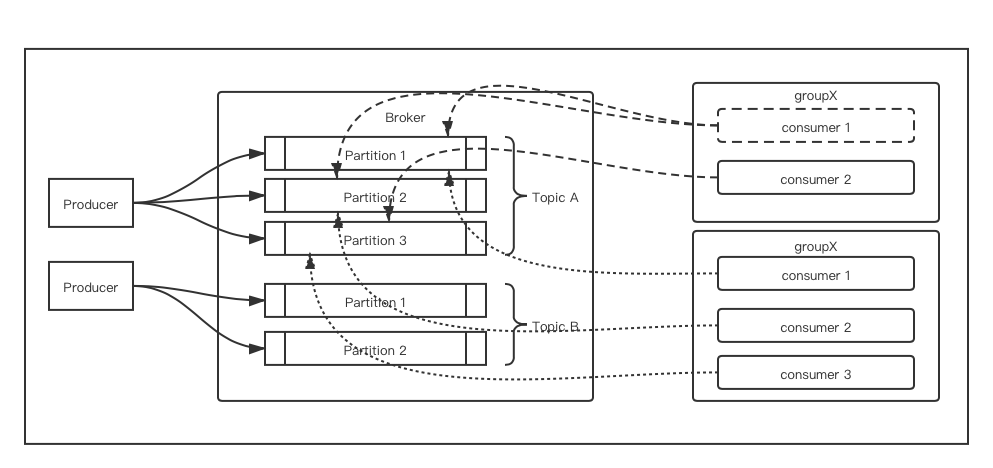 Broker
Partition 1
Partition 2
Partition 3
Topic A
Partition 1
Partition 2
Topic B
Producer
Producer
groupX
consumer 1
consumer 2
groupX
consumer 1
consumer 2
consumer 3